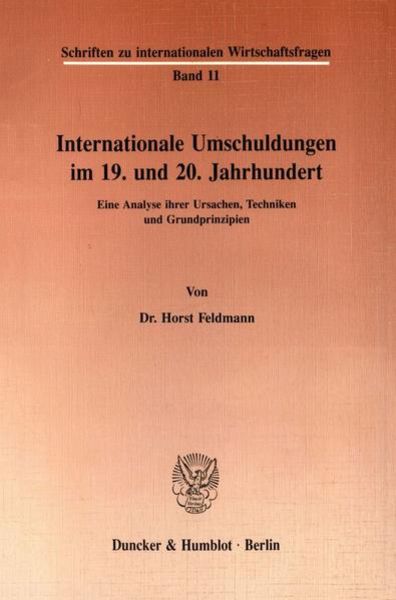 Schriften zu internationalen Wirtschaftsfragen
Band 11
Internationale Umschuldungen
im 19. und 20. Jahrhundert
Eine Analyse ihrer Ursachen, Techniken
und Grundprinzipien
Von
Dr. Horst Feldmann
Duncker & Humblot · Berlin